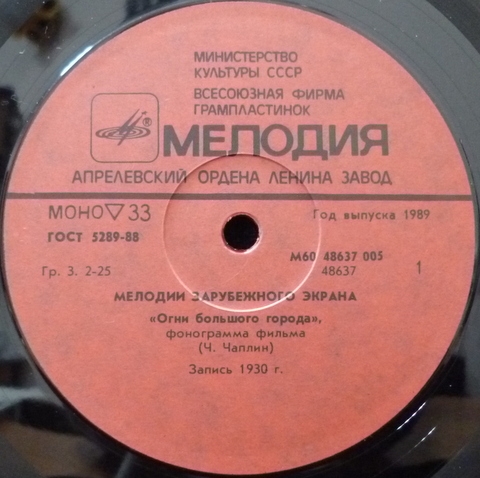 МИНИСТЕРСТВО
КУЛЬТУРЫ СССР
ВСЕСОЮЗНАЯ ФИРМА
ГРАМПЛАСТИНОК
® МЕЛОДИЯ
АПРЕЛЕВСКИЙ ОРДЕНА ЛЕНИНА ЗАВОД
МОНО ▽ 33
Год выпуска 1989
ГОСТ 5289-88
М60 48637 005
Гр. 3. 2-25
48637
1
МЕЛОДИИ ЗАРУБЕЖНОГО ЭКРАНА
«Огни большого города»,
фонограмма фильма
(Ч. Чаплин)
Запись 1930 г.